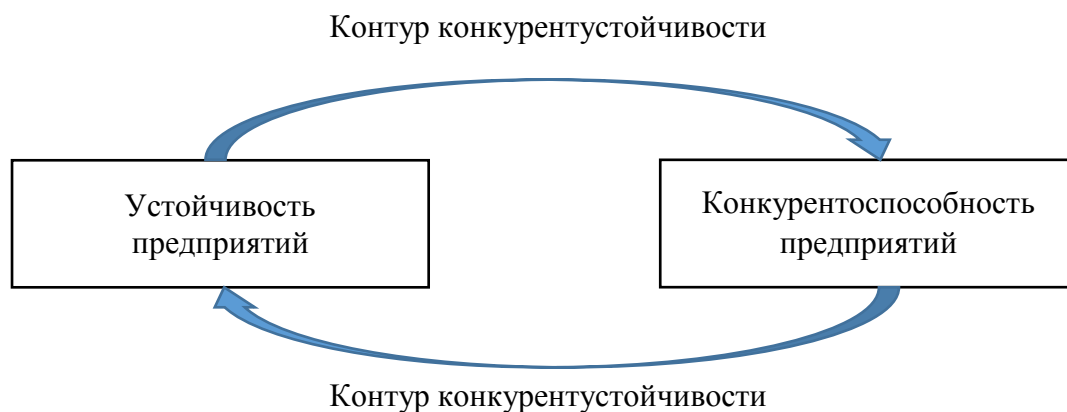 Контур конкурентустойчивости
Устойчивость
предприятий
Конкурентоспособность
предприятий
Контур конкурентустойчивости